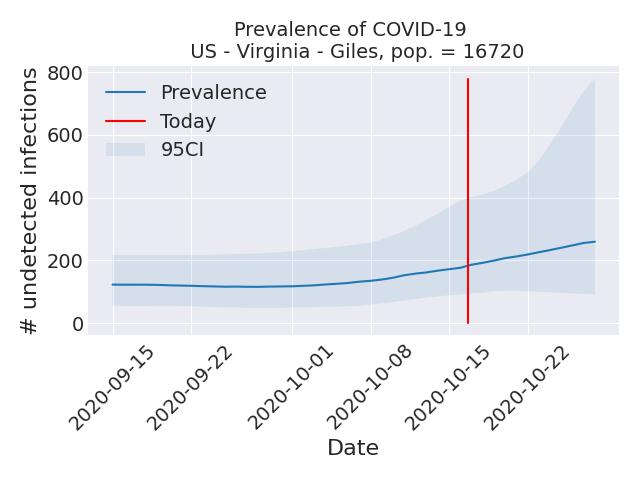 Prevalence of COVID-19
US - Virginia - Giles, pop. = 16720
# undetected infections
800
600
400
200
0
Prevalence
Today
95CI
2020-09-15
2020-09-22
2020-10-01
2020-10-08
2020-10-15
2020-10-22
Date